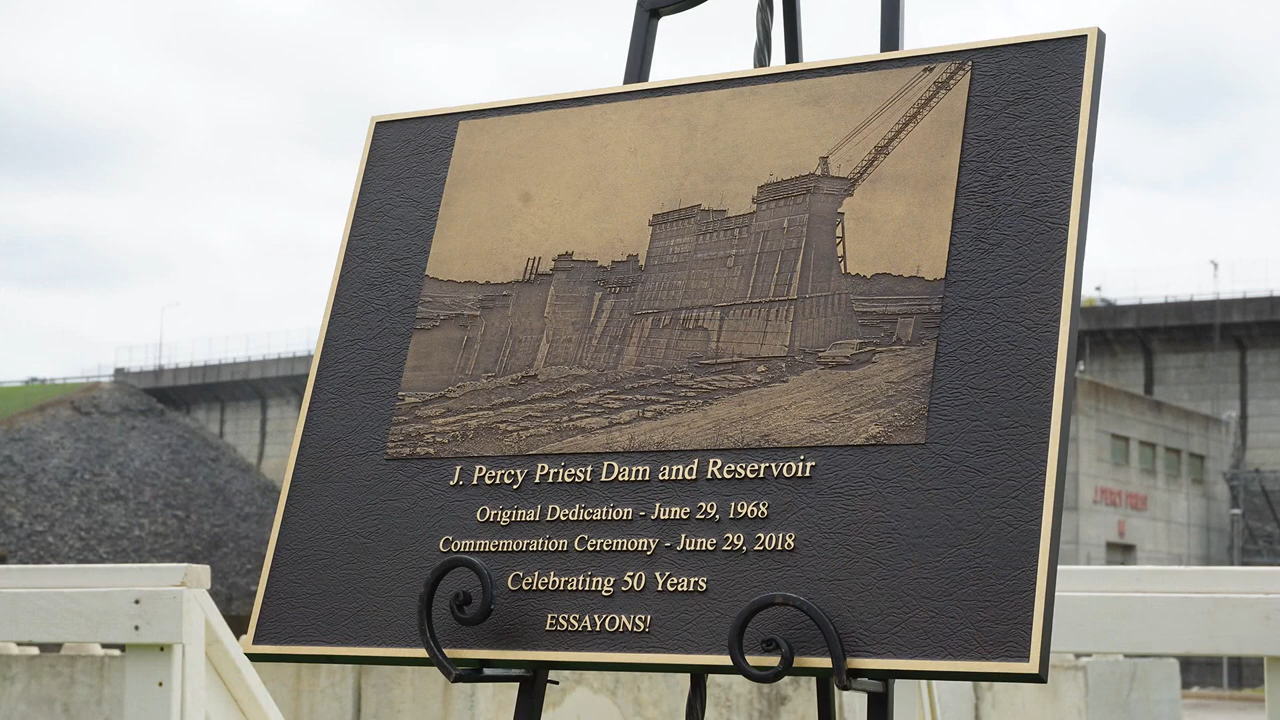 J. Percy Priest Dam and Reservoir
Original Dedication - June 29, 1968
Commemoration Ceremony - June 29, 2018
Celebrating 50 Years
ESSAYONS!
J. PERCY PRIEST